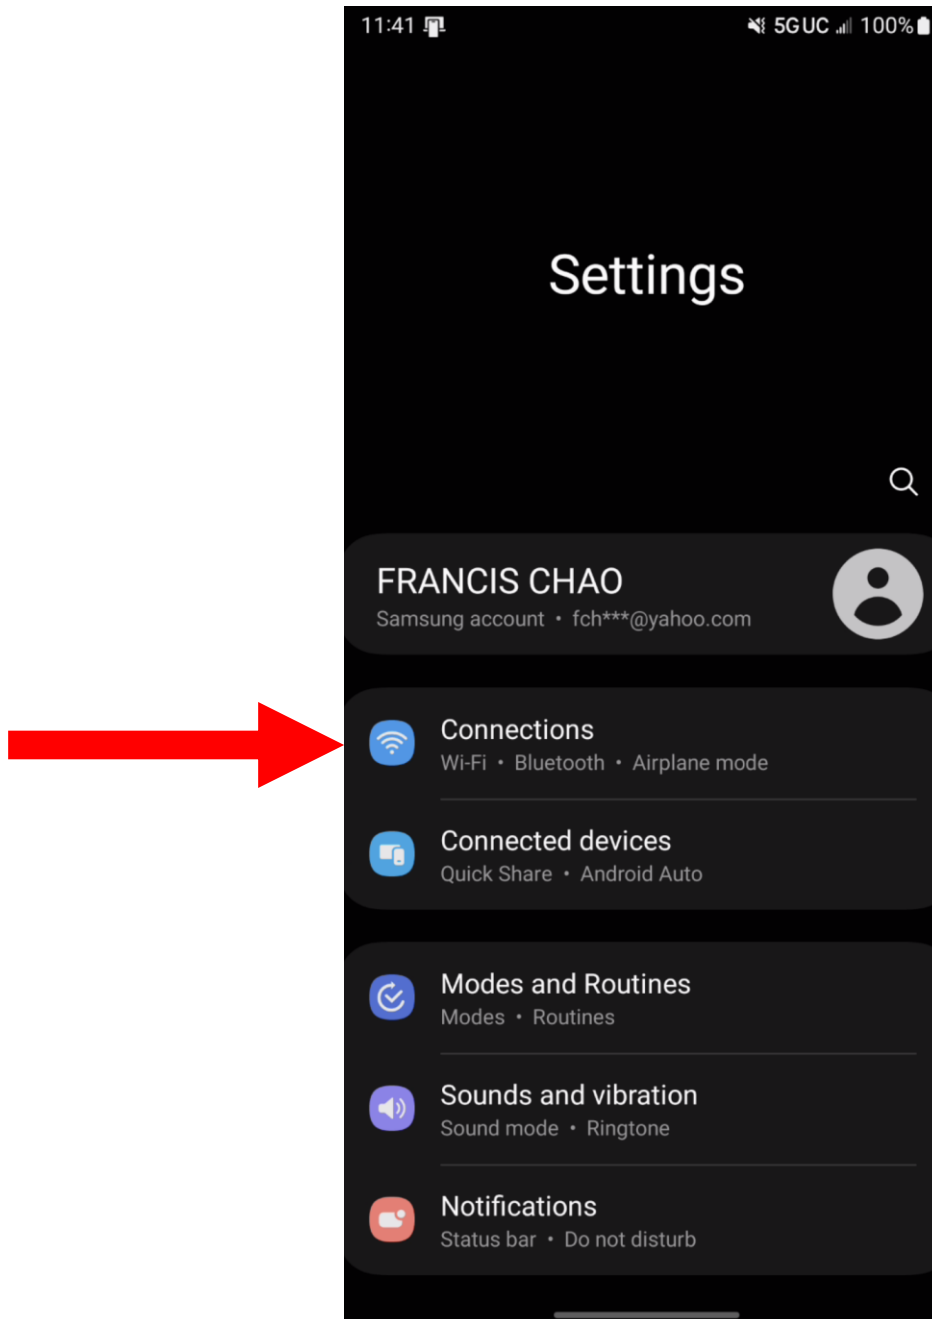 11:41 5G UC 100%
Settings
FRANCIS CHAO
Samsung account • fch***@yahoo.com
Connections
Wi-Fi • Bluetooth • Airplane mode
Connected devices
Quick Share • Android Auto
Modes and Routines
Modes • Routines
Sounds and vibration
Sound mode • Ringtone
Notifications
Status bar • Do not disturb